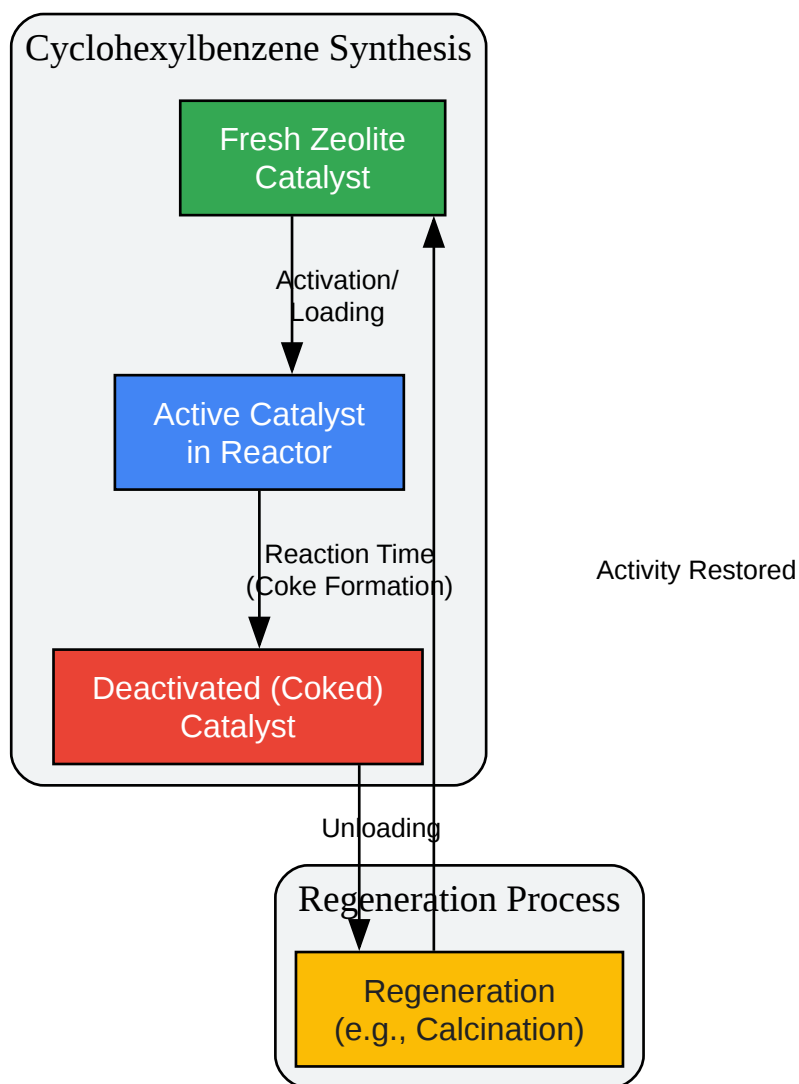 Cyclohexylbenzene Synthesis
Fresh Zeolite
Catalyst
Activation/
Loading
Active Catalyst
in Reactor
Reaction Time
(Coke Formation)
Activity Restored
Deactivated (Coked)
Catalyst
Unloading
Regeneration Process
Regeneration
(e.g., Calcination)